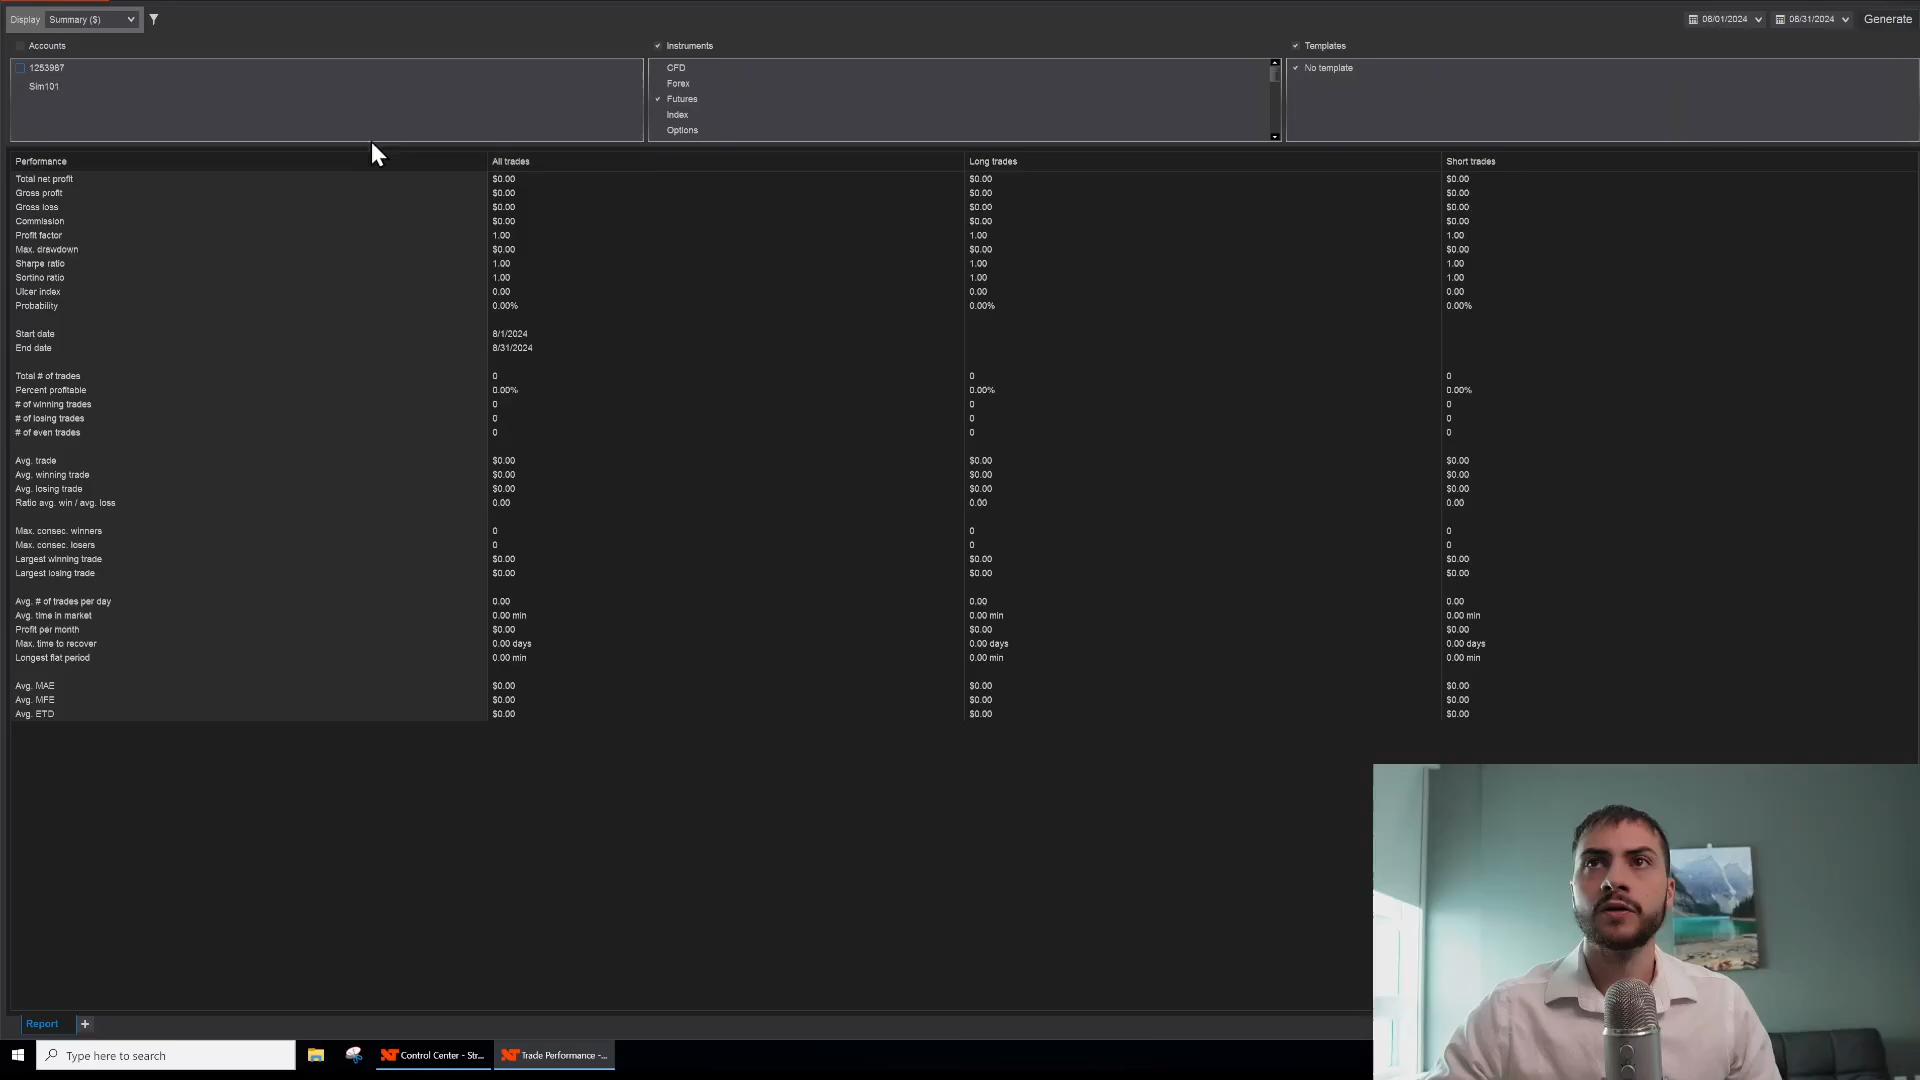 Display Summary ($) 08/01/2024 08/31/2024 Generate
Accounts Instruments Templates
1253987 CFD No template
Sim101 Forex
Futures
Index
Options
Performance All trades Long trades Short trades
Total net profit $0.00 $0.00 $0.00
Gross profit $0.00 $0.00 $0.00
Gross loss $0.00 $0.00 $0.00
Commission $0.00 $0.00 $0.00
Profit factor 1.00 1.00 1.00
Max. drawdown $0.00 $0.00 $0.00
Sharpe ratio 1.00 1.00 1.00
Sortino ratio 1.00 1.00 1.00
Ulcer index 0.00 0.00 0.00
Probability 0.00% 0.00% 0.00%
Start date 8/1/2024
End date 8/31/2024
Total # of trades 0 0 0
Percent profitable 0.00% 0.00% 0.00%
# of winning trades 0 0 0
# of losing trades 0 0 0
# of even trades 0 0 0
Avg. trade $0.00 $0.00 $0.00
Avg. winning trade $0.00 $0.00 $0.00
Avg. losing trade $0.00 $0.00 $0.00
Ratio avg. win / avg. loss 0.00 0.00 0.00
Max. consec. winners 0 0 0
Max. consec. losers 0 0 0
Largest winning trade $0.00 $0.00 $0.00
Largest losing trade $0.00 $0.00 $0.00
Avg. # of trades per day 0.00 0.00 0.00
Avg. time in market 0.00 min 0.00 min 0.00 min
Profit per month $0.00 $0.00 $0.00
Max. time to recover 0.00 days 0.00 days 0.00 days
Longest flat period 0.00 min 0.00 min 0.00 min
Avg. MAE $0.00 $0.00 $0.00
Avg. MFE $0.00 $0.00 $0.00
Avg. ETD $0.00 $0.00 $0.00
Report +
Type here to search Control Center - Str... Trade Performance -...